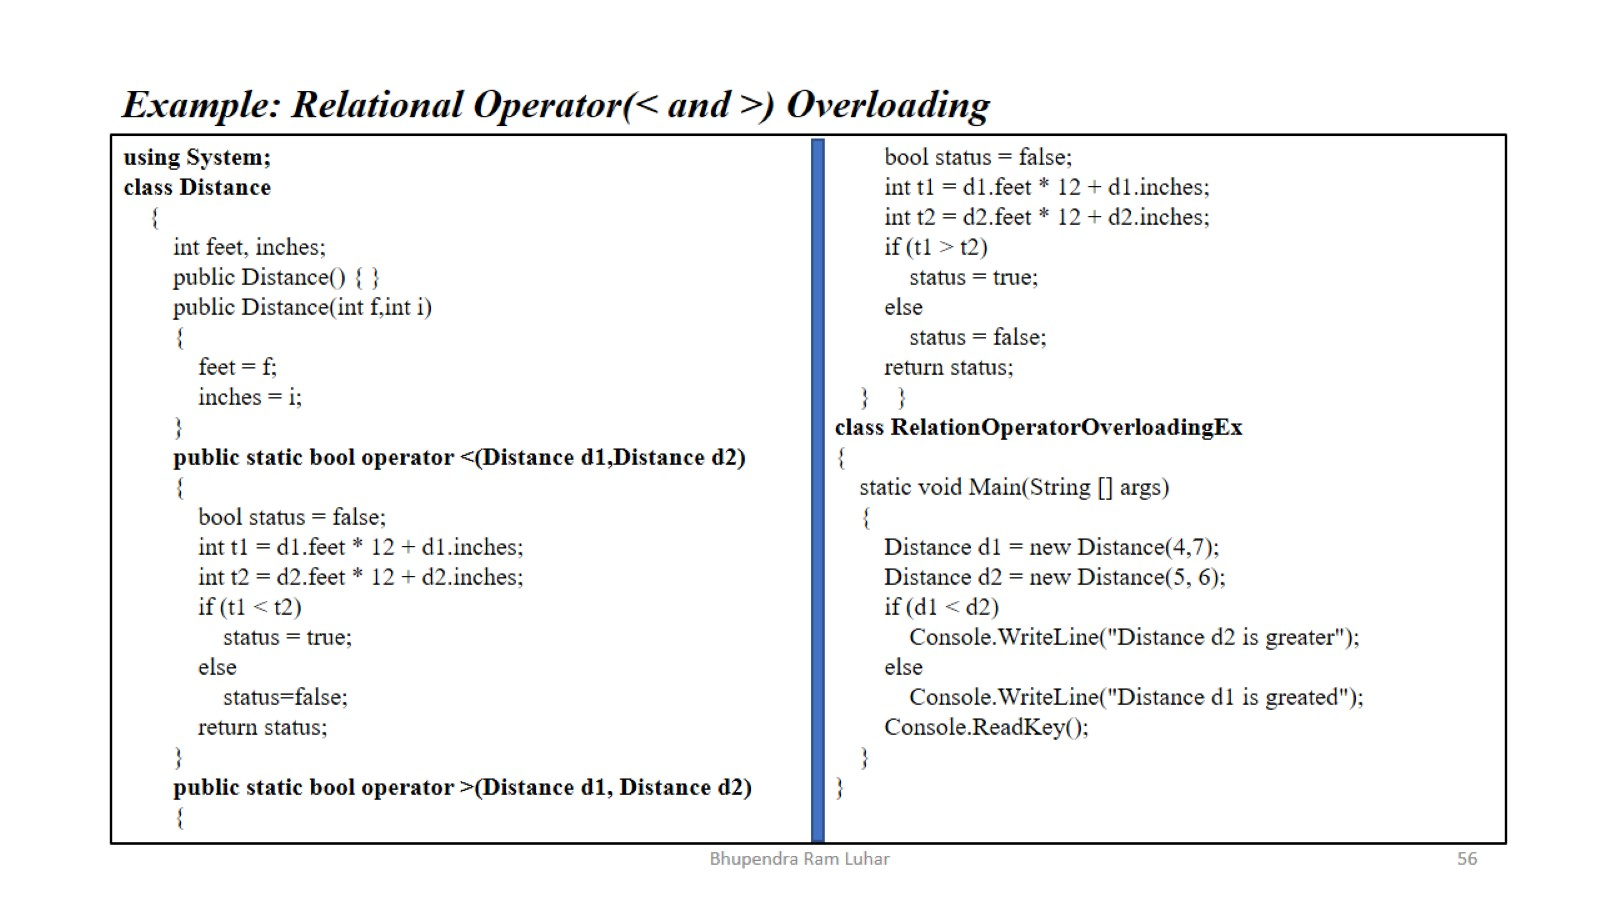 Example: Relational Operator(< and >) Overloading
using System;
class Distance
{
int feet, inches;
public Distance() { }
public Distance(int f,int i)
{
feet = f;
inches = i;
}
public static bool operator <(Distance d1,Distance d2)
{
bool status = false;
int t1 = d1.feet * 12 + d1.inches;
int t2 = d2.feet * 12 + d2.inches;
if (t1 < t2)
status = true;
else
status=false;
return status;
}
public static bool operator >(Distance d1, Distance d2)
{
bool status = false;
int t1 = d1.feet * 12 + d1.inches;
int t2 = d2.feet * 12 + d2.inches;
if (t1 > t2)
status = true;
else
status = false;
return status;
} }
class RelationOperatorOverloadingEx
{
static void Main(String [] args)
{
Distance d1 = new Distance(4,7);
Distance d2 = new Distance(5, 6);
if (d1 < d2)
Console.WriteLine("Distance d2 is greater");
else
Console.WriteLine("Distance d1 is greated");
Console.ReadKey();
}
}
Bhupendra Ram Luhar
56